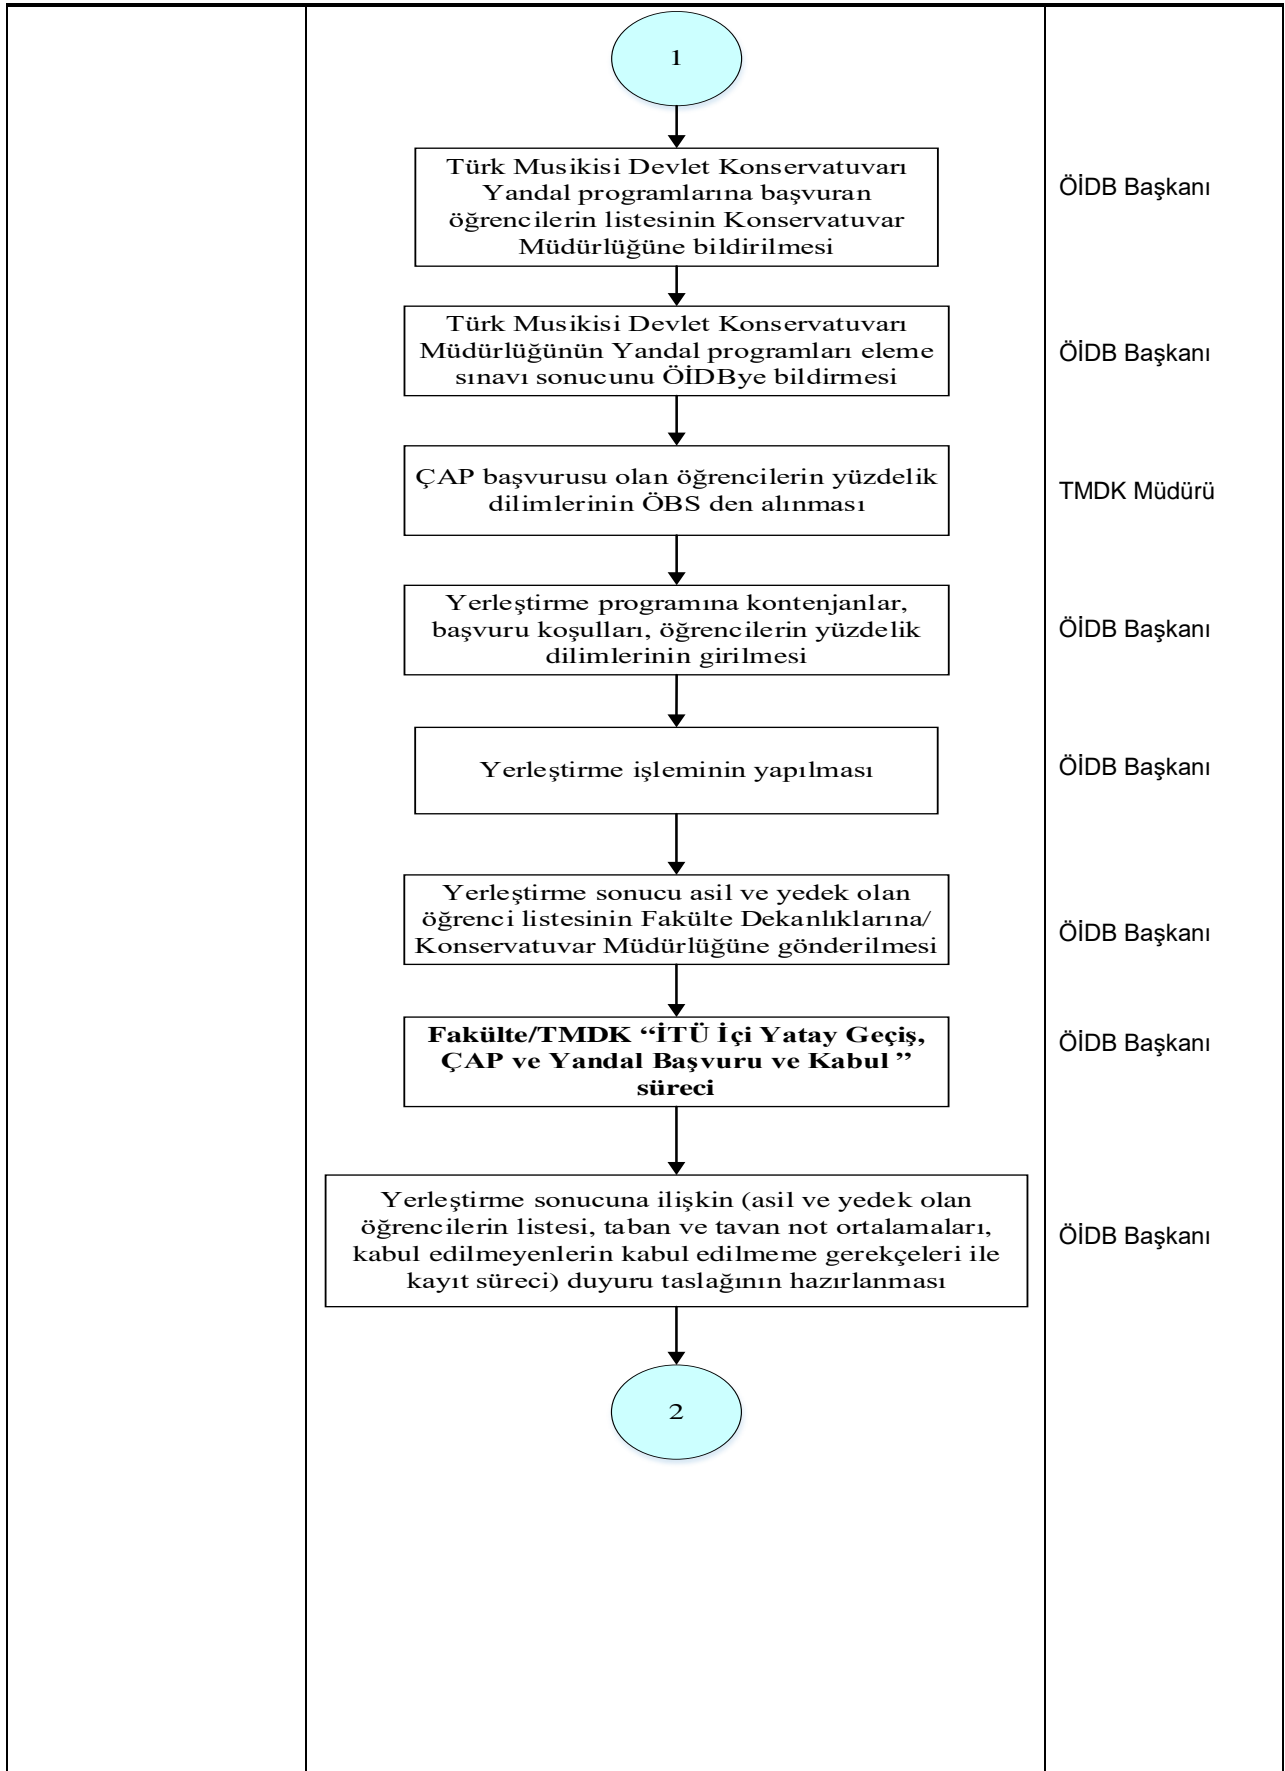 1
Türk Musikisi Devlet Konservatuvarı
Yandal programlarına başvuran
öğrencilerin listesinin Konservatuvar
Müdürlüğüne bildirilmesi
ÖİDB Başkanı
Türk Musikisi Devlet Konservatuvarı
Müdürlüğünün Yandal programları eleme
sınavı sonucunu ÖİDBye bildirmesi
ÖİDB Başkanı
ÇAP başvurusu olan öğrencilerin yüzdelik
dilimlerinin ÖBS den alınması
TMDK Müdürü
Yerleştirme programına kontenjanlar,
başvuru koşulları, öğrencilerin yüzdelik
dilimlerinin girilmesi
ÖİDB Başkanı
Yerleştirme işleminin yapılması
ÖİDB Başkanı
Yerleştirme sonucu asil ve yedek olan
öğrenci listesinin Fakülte Dekanlıklarına/
Konservatuvar Müdürlüğüne gönderilmesi
ÖİDB Başkanı
Fakülte/TMDK “İTÜ İçi Yatay Geçiş,
ÇAP ve Yandal Başvuru ve Kabul ”
süreci
ÖİDB Başkanı
Yerleştirme sonucuna ilişkin (asil ve yedek olan
öğrencilerin listesi, taban ve tavan not ortalamaları,
kabul edilmeyenlerin kabul edilmeme gerekçeleri ile
kayıt süreci) duyuru taslağının hazırlanması
ÖİDB Başkanı
2